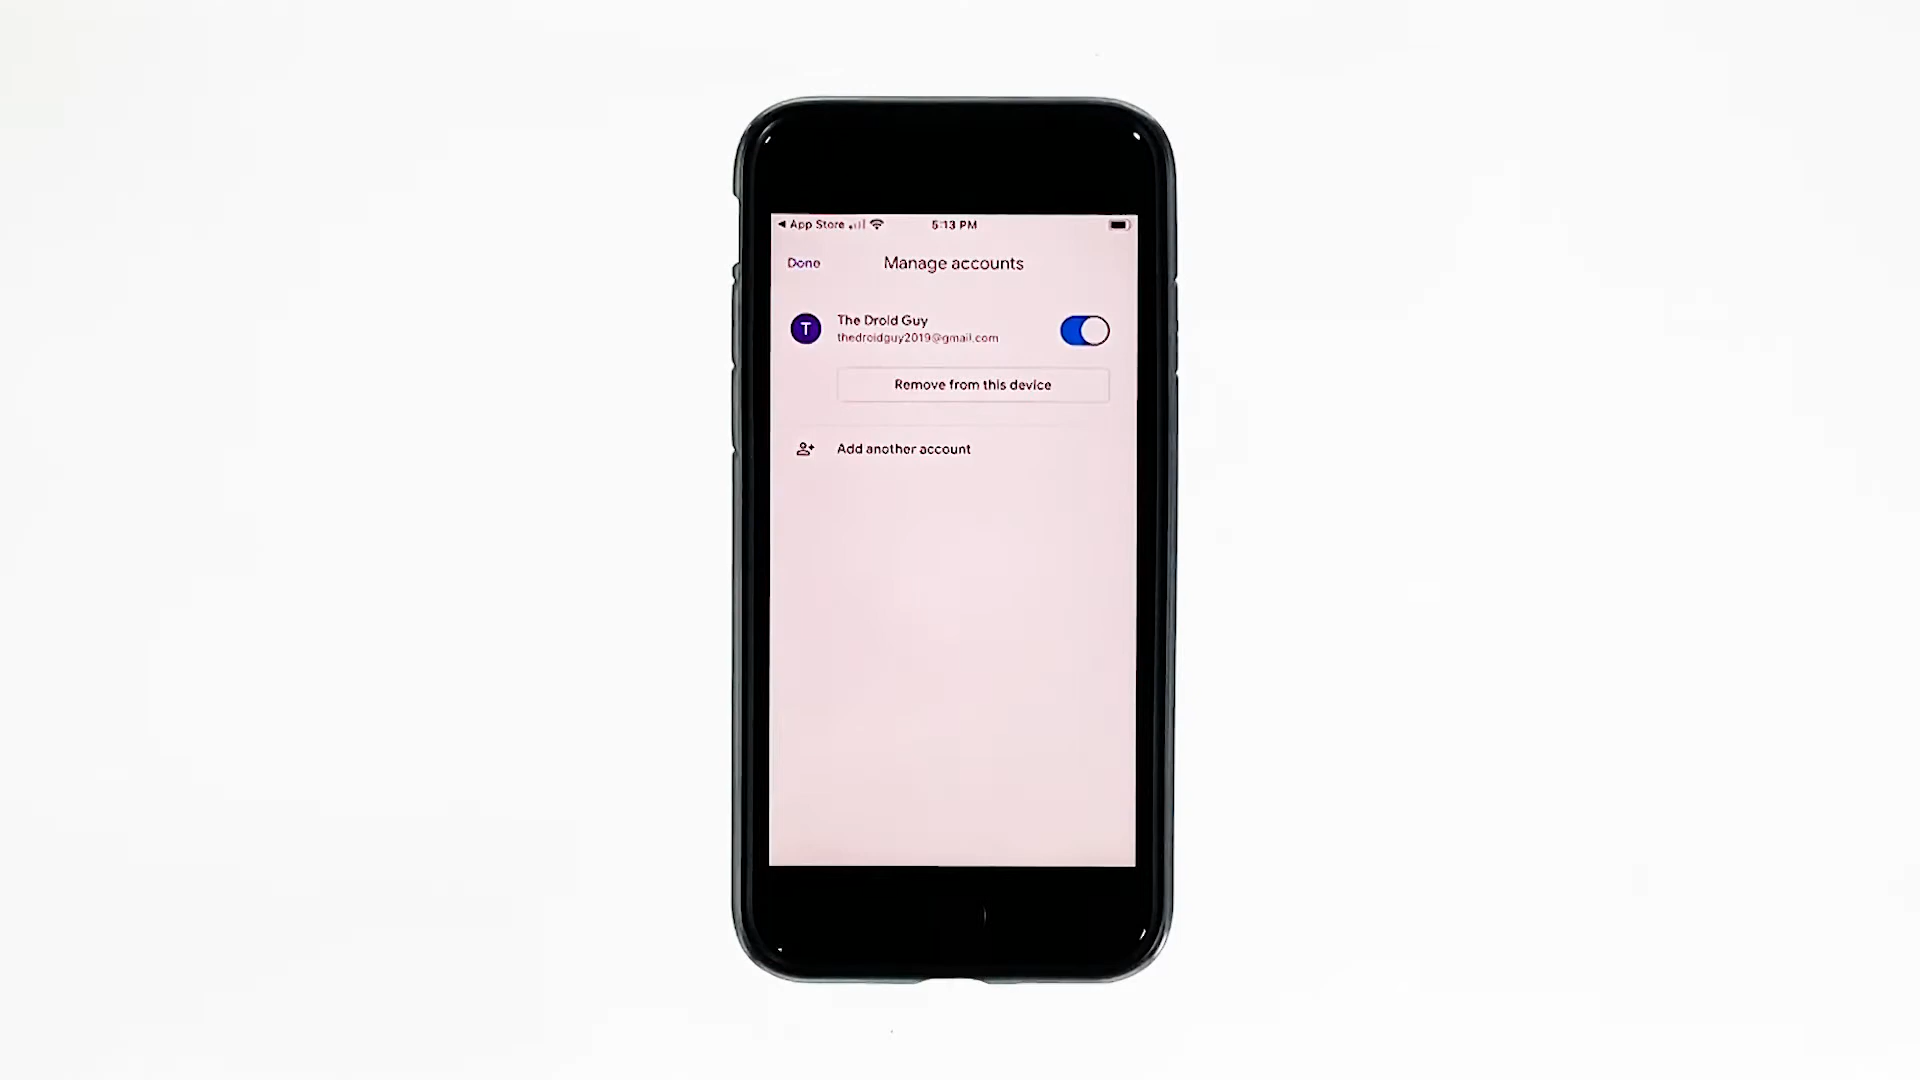 ◀ App Store 5:13 PM
Done Manage accounts
T
The Droid Guy
thedroidguy2019@gmail.com
Remove from this device
Add another account